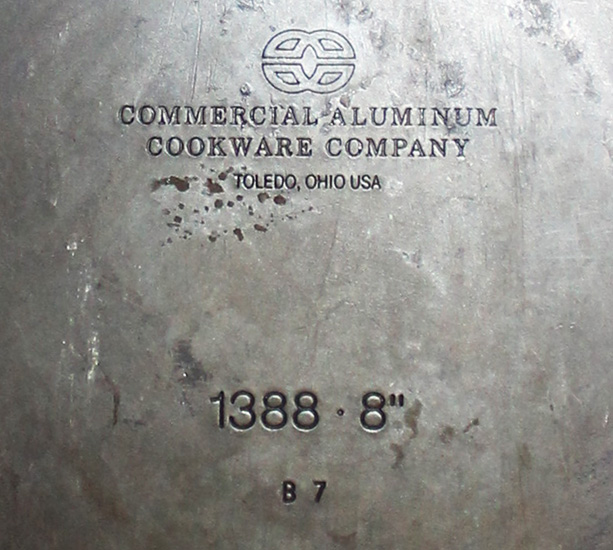 COMMERCIAL ALUMINUM
COOKWARE COMPANY
TOLEDO, OHIO USA
1388 · 8"
B 7